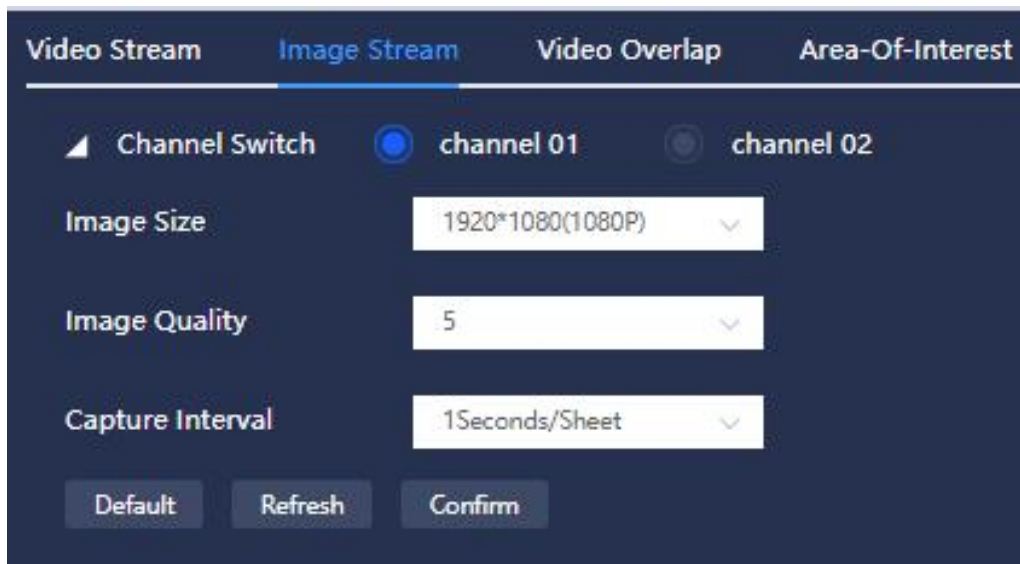 Video Stream Image Stream Video Overlap Area-Of-Interest
Channel Switch channel 01 channel 02
Image Size 1920*1080(1080P)
Image Quality 5
Capture Interval 1Seconds/Sheet
Default Refresh Confirm